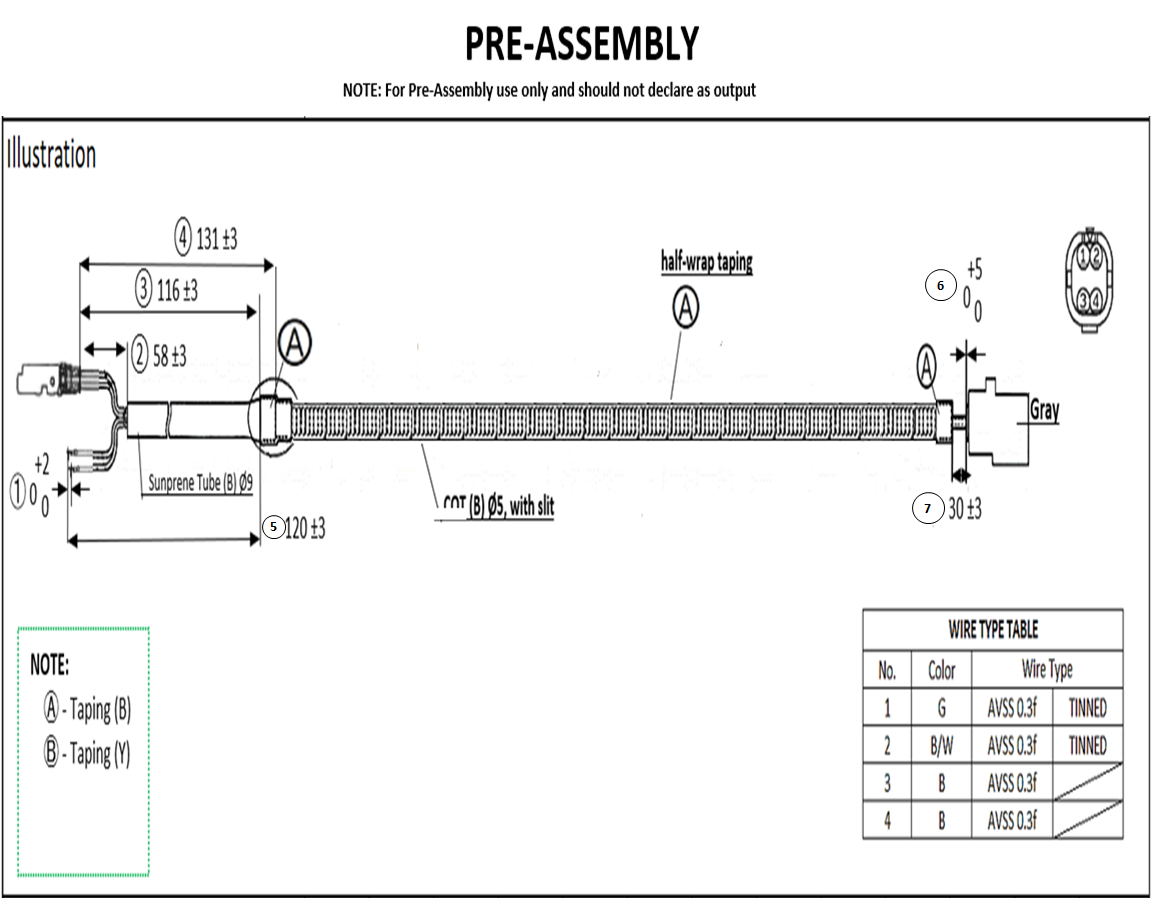 PRE-ASSEMBLY
NOTE: For Pre-Assembly use only and should not declare as output
Illustration
④ 131 ±3
③ 116 ±3
② 58 ±3
A
half-wrap taping
A
⑥ +5
0
0
① ②
③ ④
A
Gray
+2
① 0
0
Sunprene Tube (B) Ø9
⑤ 120 ±3
(B) Ø5, with slit
⑦ 30 ±3
NOTE:
Ⓐ - Taping (B)
Ⓑ - Taping (Y)
WIRE TYPE TABLE
No. Color Wire Type
1 G AVSS 0.3f TINNED
2 B/W AVSS 0.3f TINNED
3 B AVSS 0.3f
4 B AVSS 0.3f